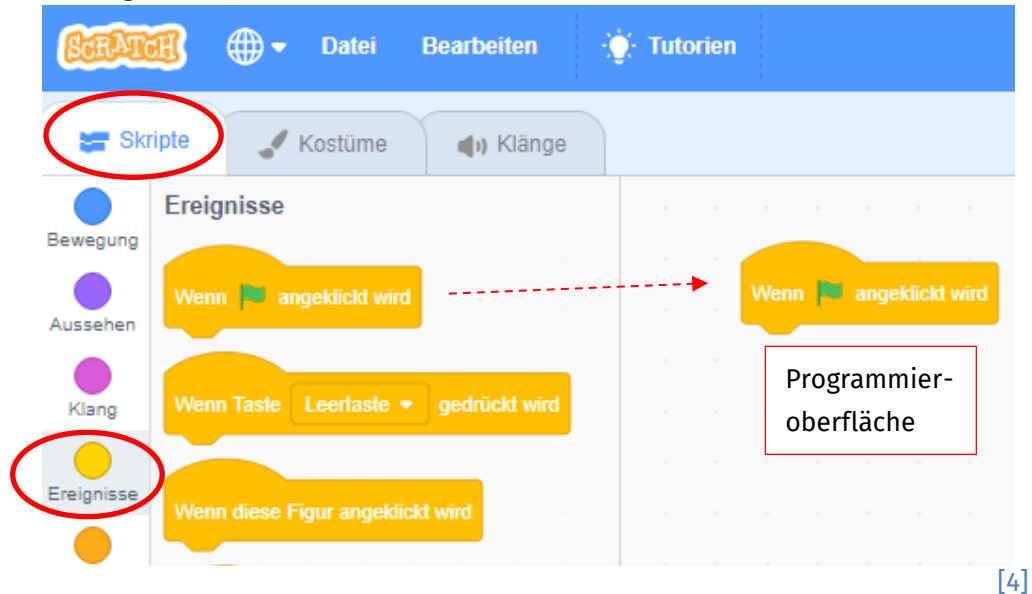 SCRATCH Datei Bearbeiten Tutorien
Skripte Kostüme Klänge
Bewegung
Aussehen
Klang
Ereignisse
Ereignisse
Wenn angeklickt wird
Wenn Taste Leertaste gedrückt wird
Wenn diese Figur angeklickt wird
Wenn angeklickt wird
Programmier-
oberfläche
[4]